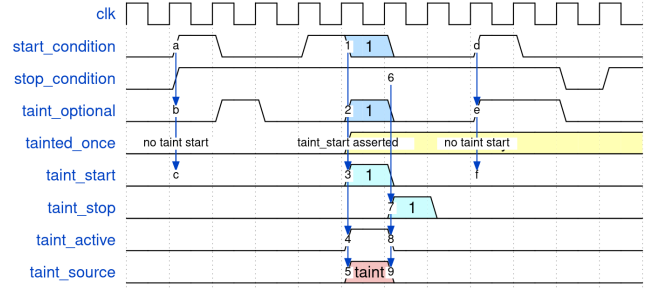 clk
start_condition a 1 1 d
stop_condition 6
taint_optional b 2 1 e
tainted_once no taint start taint_start asserted no taint start
taint_start c 3 1 f
taint_stop 7 1
taint_active 4 8
taint_source 5 taint 9